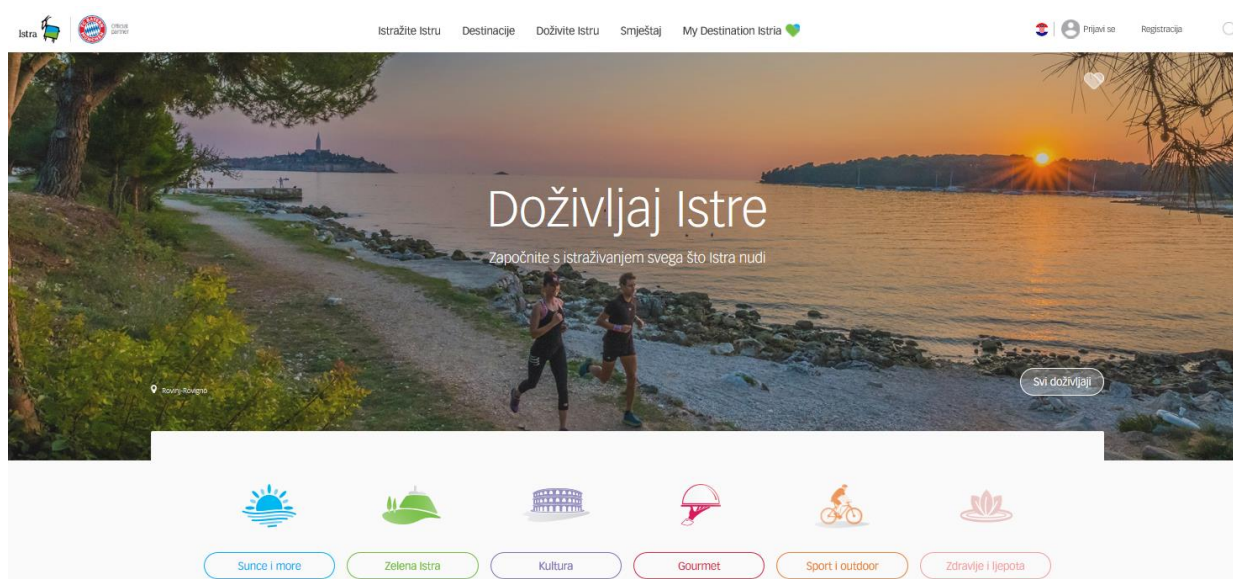 Istra
Official
partner
Istražite Istru
Destinacije
Doživite Istru
Smještaj
My Destination Istria
Prijavi se
Registracija
Doživljaj Istre
Započnite s istraživanjem svega što Istra nudi
Rovinj-Rovigno
Svi doživljaji
Sunce i more
Zelena Istra
Kultura
Gourmet
Sport i outdoor
Zdravlje i ljepota